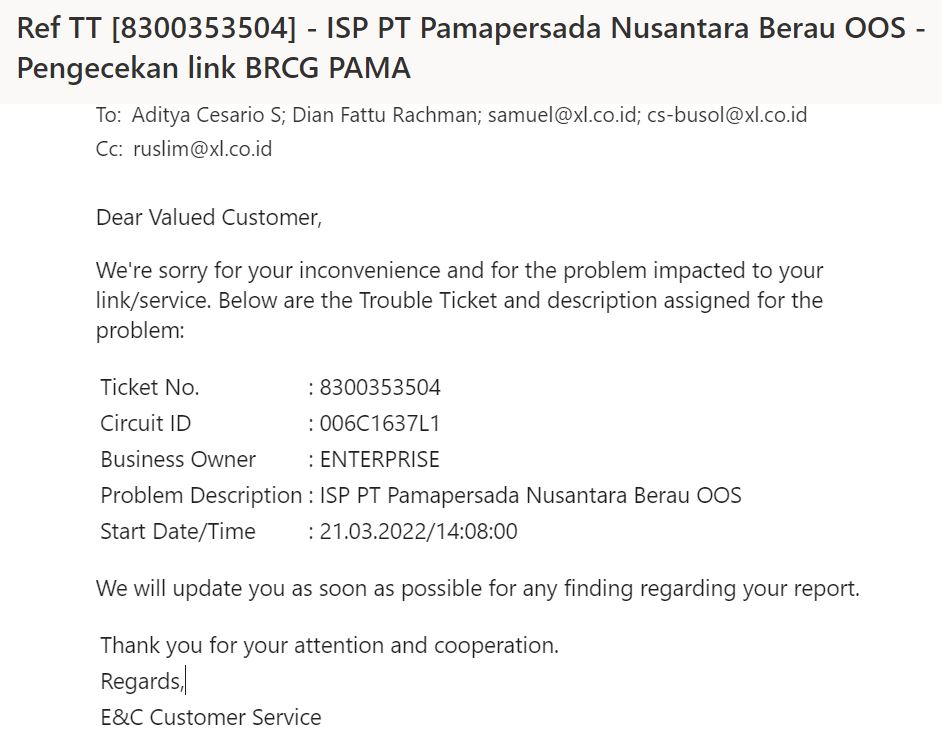 Ref TT [8300353504] - ISP PT Pamapersada Nusantara Berau OOS -
Pengecekan link BRCG PAMA
To: Aditya Cesario S; Dian Fattu Rachman; samuel@xl.co.id; cs-busol@xl.co.id
Cc: ruslim@xl.co.id
Dear Valued Customer,
We're sorry for your inconvenience and for the problem impacted to your
link/service. Below are the Trouble Ticket and description assigned for the
problem:
Ticket No. : 8300353504
Circuit ID : 006C1637L1
Business Owner : ENTERPRISE
Problem Description : ISP PT Pamapersada Nusantara Berau OOS
Start Date/Time : 21.03.2022/14:08:00
We will update you as soon as possible for any finding regarding your report.
Thank you for your attention and cooperation.
Regards,
E&C Customer Service